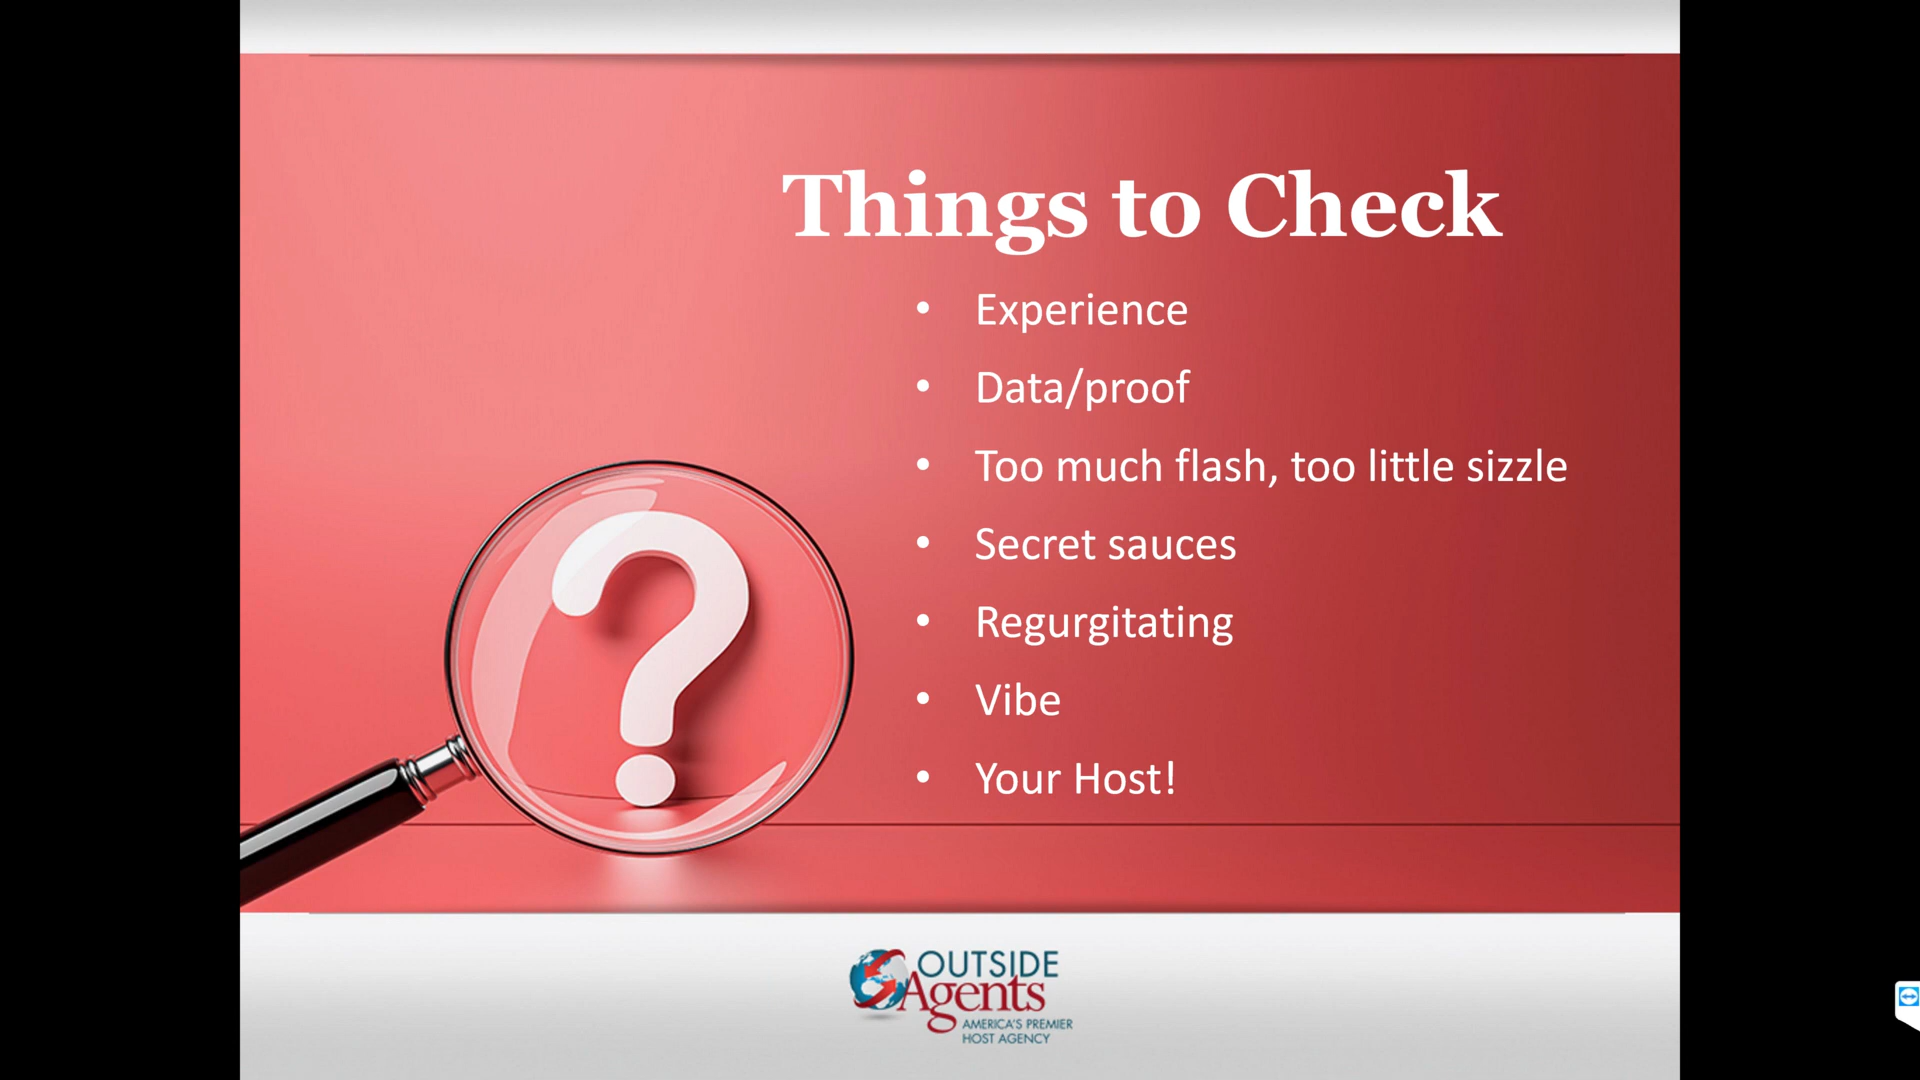 Things to Check
• Experience
• Data/proof
• Too much flash, too little sizzle
• Secret sauces
• Regurgitating
• Vibe
• Your Host!
OUTSIDE
Agents
AMERICA'S PREMIER
HOST AGENCY